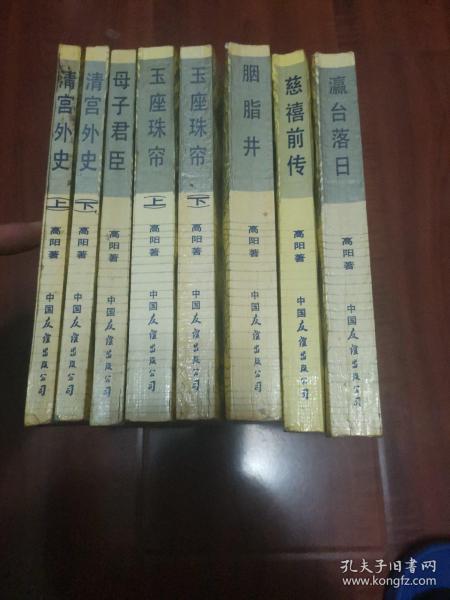 清宫外史（上）
高阳著
中国友谊出版公司
清宫外史（下）
高阳著
中国友谊出版公司
母子君臣
高阳著
中国友谊出版公司
玉座珠帘（上）
高阳著
中国友谊出版公司
玉座珠帘（下）
高阳著
中国友谊出版公司
胭脂井
高阳著
中国友谊出版公司
慈禧前传
高阳著
中国友谊出版公司
瀛台落日
高阳著
中国友谊出版公司
孔夫子旧书网
www.kongfz.com